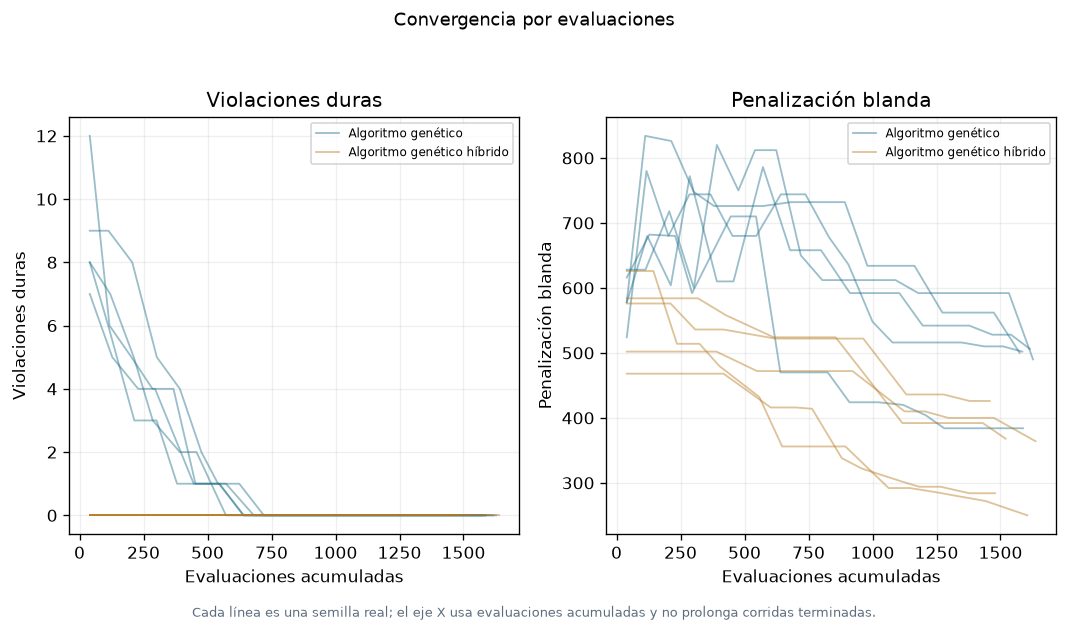 Convergencia por evaluaciones
Violaciones duras
Algoritmo genético
Algoritmo genético híbrido
12
10
8
6
4
2
0
Violaciones duras
0 250 500 750 1000 1250 1500
Evaluaciones acumuladas
Penalización blanda
Algoritmo genético
Algoritmo genético híbrido
800
700
600
500
400
300
Penalización blanda
0 250 500 750 1000 1250 1500
Evaluaciones acumuladas
Cada línea es una semilla real; el eje X usa evaluaciones acumuladas y no prolonga corridas terminadas.